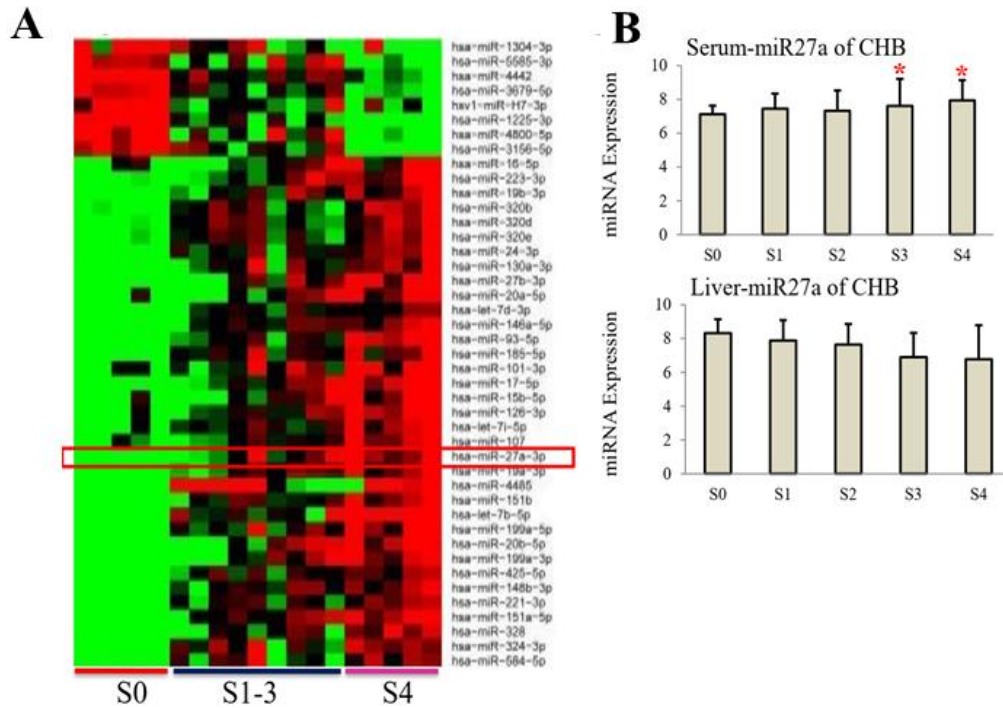 A
hsa-miR-1304-3p
hsa-miR-5585-3p
hsa-miR-4442
hsa-miR-3679-5p
hsv1-miR-H7-3p
hsa-miR-1225-3p
hsa-miR-4800-5p
hsa-miR-3156-5p
hsa-miR-16-5p
hsa-miR-223-3p
hsa-miR-19b-3p
hsa-miR-320b
hsa-miR-320d
hsa-miR-320e
hsa-miR-24-3p
hsa-miR-130a-3p
hsa-miR-27b-3p
hsa-miR-20a-5p
hsa-let-7d-3p
hsa-miR-146a-5p
hsa-miR-93-5p
hsa-miR-185-5p
hsa-miR-101-3p
hsa-miR-17-5p
hsa-miR-15b-5p
hsa-miR-126-3p
hsa-let-7i-5p
hsa-miR-107
hsa-miR-27a-3p
hsa-miR-19a-3p
hsa-miR-4485
hsa-miR-151b
hsa-let-7b-5p
hsa-miR-199a-5p
hsa-miR-20b-5p
hsa-miR-199a-3p
hsa-miR-425-5p
hsa-miR-148b-3p
hsa-miR-221-3p
hsa-miR-151a-5p
hsa-miR-328
hsa-miR-324-3p
hsa-miR-584-5p
S0 S1-3 S4
B
Serum-miR27a of CHB
miRNA Expression
10
8
6
4
2
0
* *
S0 S1 S2 S3 S4
Liver-miR27a of CHB
miRNA Expression
10
8
6
4
2
0
S0 S1 S2 S3 S4